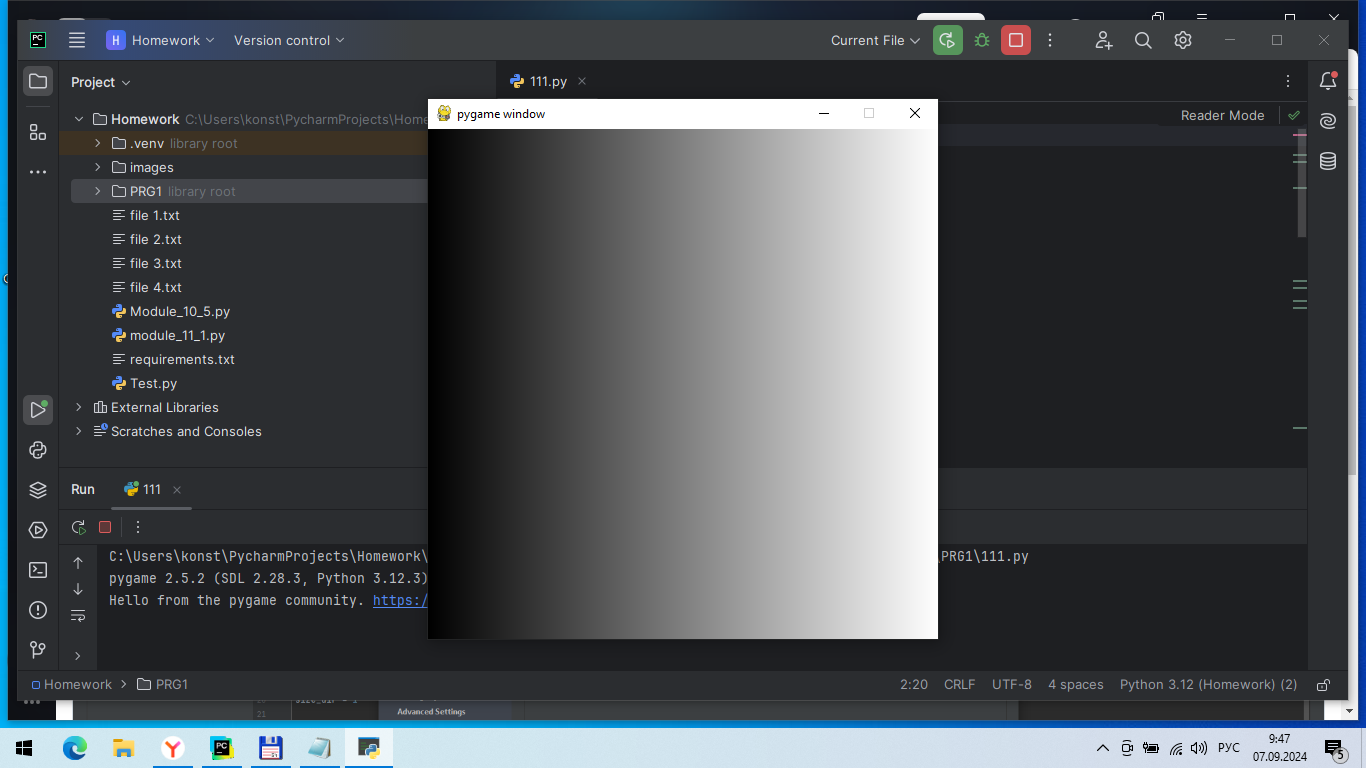 PC
H Homework
Version control
Current File
Project
111.py
Homework C:\Users\konst\PycharmProjects\Home
Reader Mode
.venv library root
images
PRG1 library root
file 1.txt
file 2.txt
file 3.txt
file 4.txt
Module_10_5.py
module_11_1.py
requirements.txt
Test.py
External Libraries
Scratches and Consoles
pygame window
Run
111
C:\Users\konst\PycharmProjects\Homework\
\PRG1\111.py
pygame 2.5.2 (SDL 2.28.3, Python 3.12.3)
Hello from the pygame community. https:/
Homework > PRG1
2:20 CRLF UTF-8 4 spaces Python 3.12 (Homework) (2)
21
Advanced Settings
PC
51
РУС
9:47
07.09.2024
5